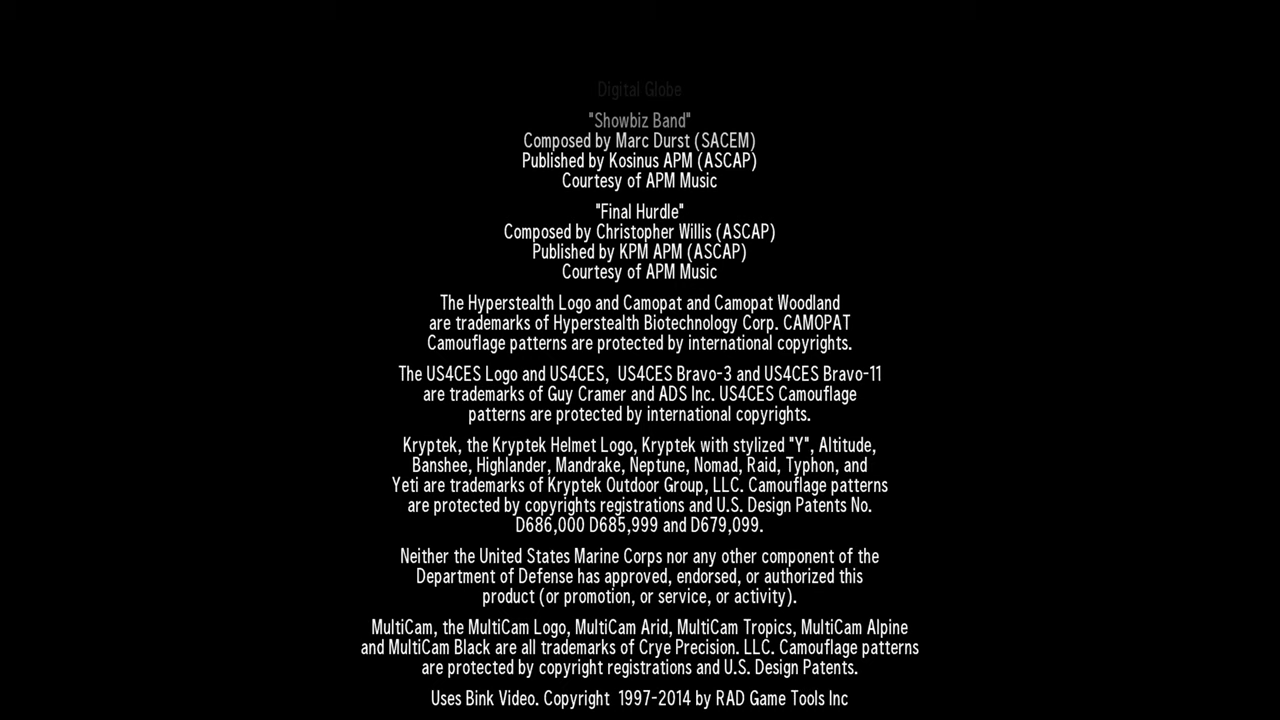 Digital Globe
"Showbiz Band"
Composed by Marc Durst (SACEM)
Published by Kosinus APM (ASCAP)
Courtesy of APM Music
"Final Hurdle"
Composed by Christopher Willis (ASCAP)
Published by KPM APM (ASCAP)
Courtesy of APM Music
The Hyperstealth Logo and Camopat and Camopat Woodland
are trademarks of Hyperstealth Biotechnology Corp. CAMOPAT
Camouflage patterns are protected by international copyrights.
The US4CES Logo and US4CES,  US4CES Bravo-3 and US4CES Bravo-11
are trademarks of Guy Cramer and ADS Inc. US4CES Camouflage
patterns are protected by international copyrights.
Kryptek, the Kryptek Helmet Logo, Kryptek with stylized "Y", Altitude,
Banshee, Highlander, Mandrake, Neptune, Nomad, Raid, Typhon, and
Yeti are trademarks of Kryptek Outdoor Group, LLC. Camouflage patterns
are protected by copyrights registrations and U.S. Design Patents No.
D686,000 D685,999 and D679,099.
Neither the United States Marine Corps nor any other component of the
Department of Defense has approved, endorsed, or authorized this
product (or promotion, or service, or activity).
MultiCam, the MultiCam Logo, MultiCam Arid, MultiCam Tropics, MultiCam Alpine
and MultiCam Black are all trademarks of Crye Precision. LLC. Camouflage patterns
are protected by copyright registrations and U.S. Design Patents.
Uses Bink Video. Copyright  1997-2014 by RAD Game Tools Inc